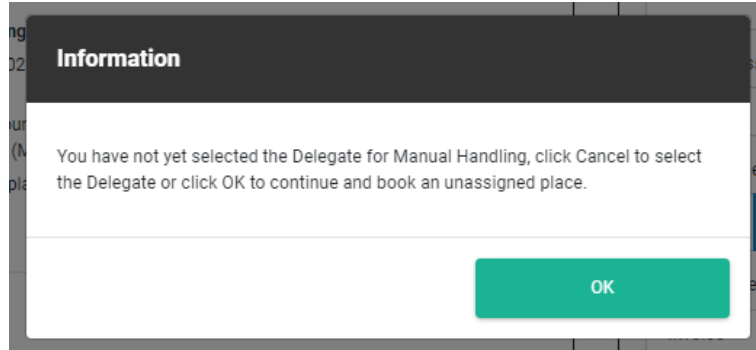 Information
You have not yet selected the Delegate for Manual Handling, click Cancel to select
the Delegate or click OK to continue and book an unassigned place.
OK